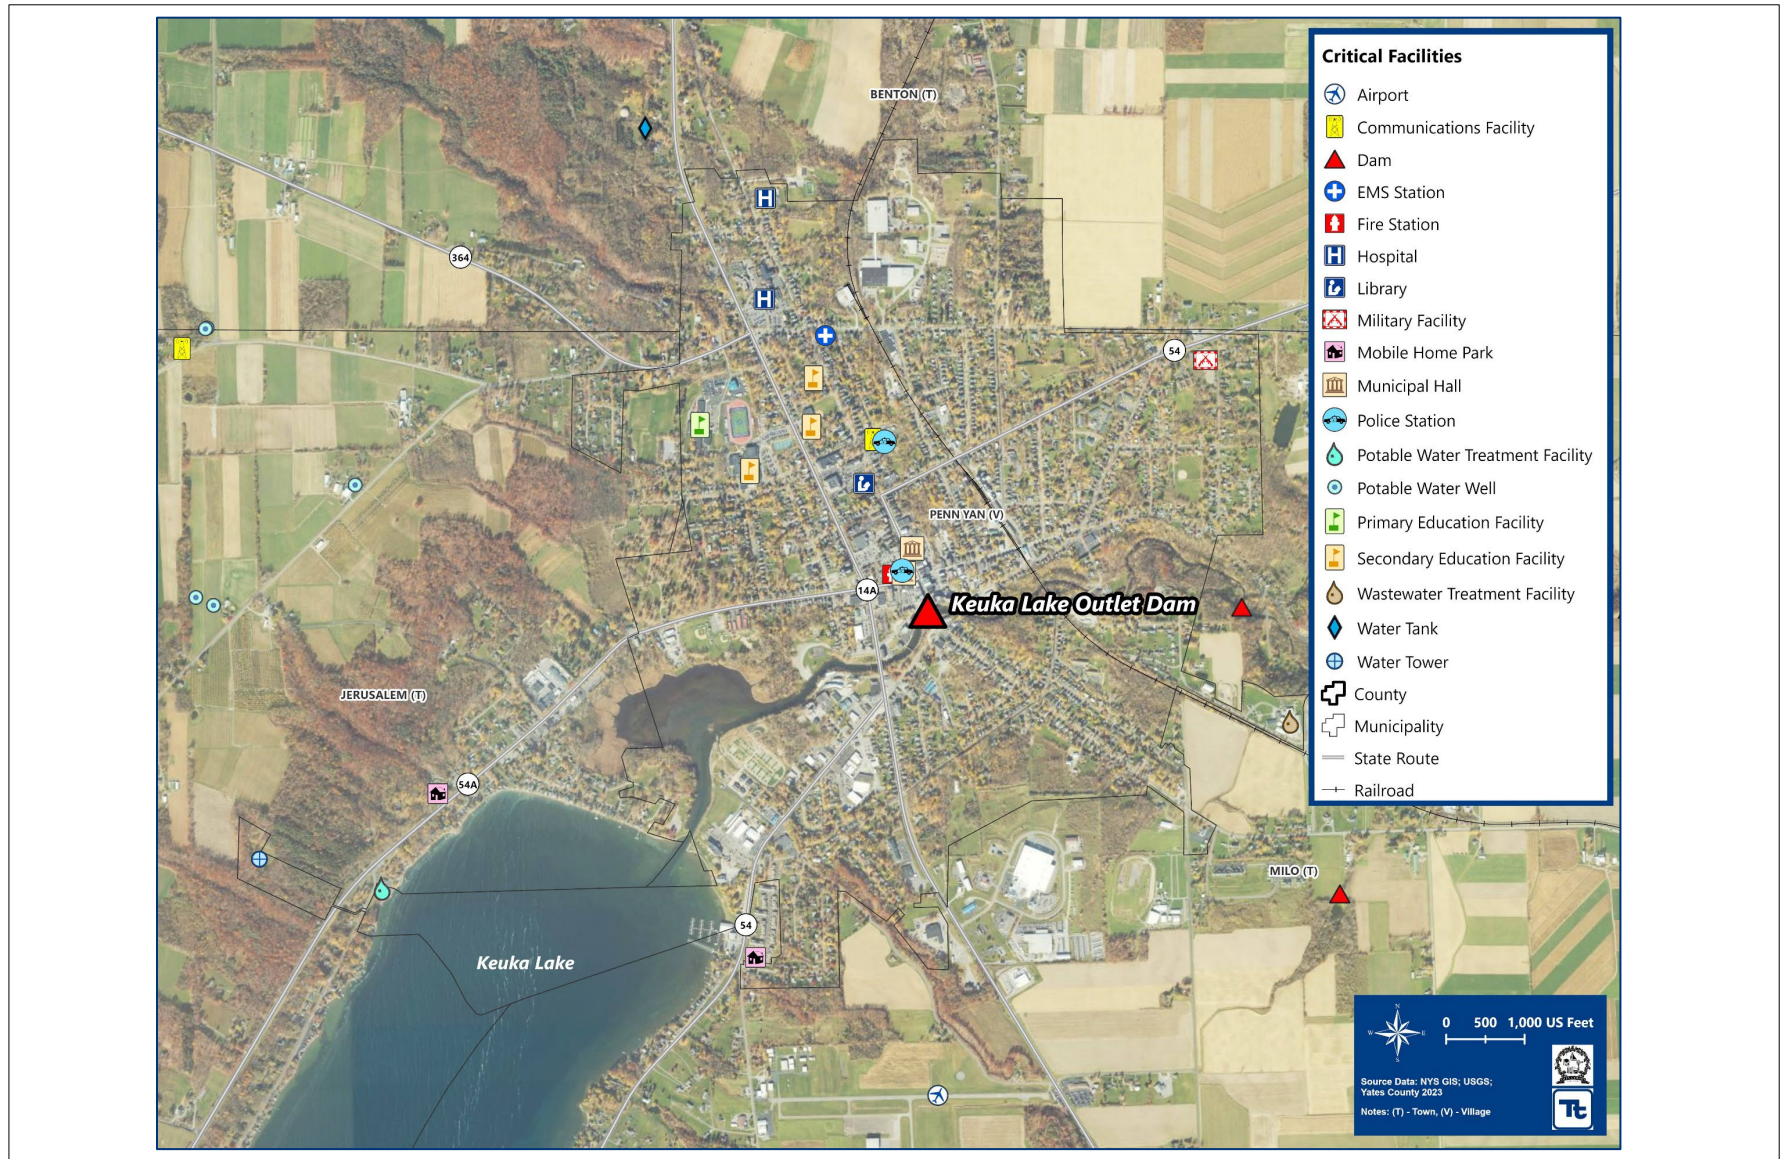 BENTON (T)
364
54
PENN YAN (V)
14A
Keuka Lake Outlet Dam
JERUSALEM (T)
54A
MILO (T)
54
Keuka Lake
Critical Facilities
Airport
Communications Facility
Dam
EMS Station
Fire Station
H Hospital
Library
Military Facility
Mobile Home Park
Municipal Hall
Police Station
Potable Water Treatment Facility
Potable Water Well
Primary Education Facility
Secondary Education Facility
Wastewater Treatment Facility
Water Tank
Water Tower
County
Municipality
State Route
Railroad
H
H
N
W E
S
0 500 1,000 US Feet
Source Data: NYS GIS; USGS;
Yates County 2023
Notes: (T) - Town, (V) - Village
Tt